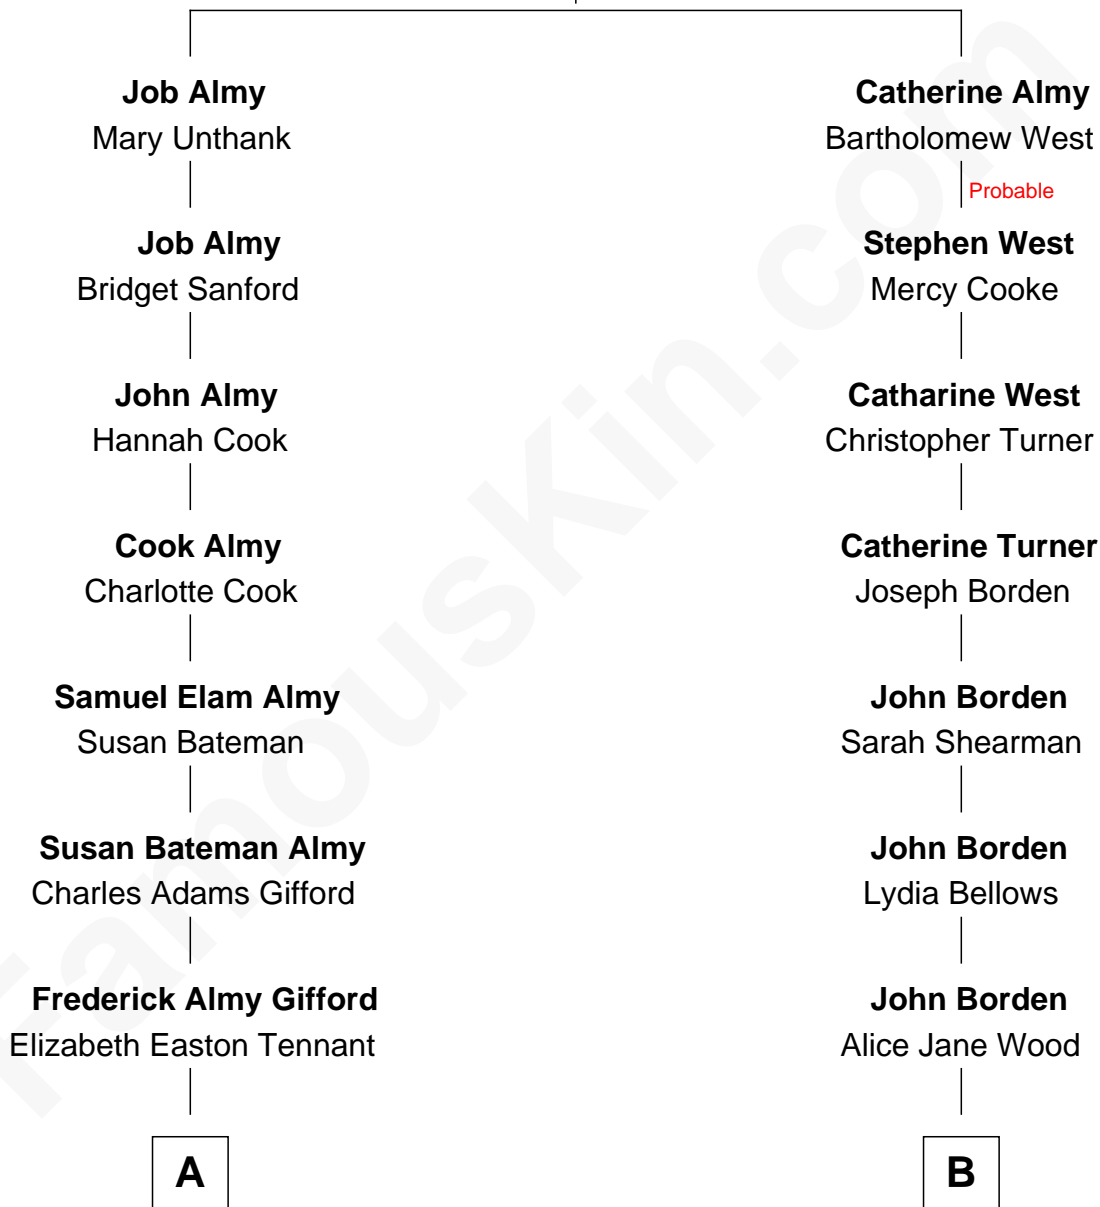 Job Almy
Mary Unthank
Job Almy
Bridget Sanford
John Almy
Hannah Cook
Cook Almy
Charlotte Cook
Samuel Elam Almy
Susan Bateman
Susan Bateman Almy
Charles Adams Gifford
Frederick Almy Gifford
Elizabeth Easton Tennant
A
Catherine Almy
Bartholomew West
Probable
Stephen West
Mercy Cooke
Catharine West
Christopher Turner
Catherine Turner
Joseph Borden
John Borden
Sarah Shearman
John Borden
Lydia Bellows
John Borden
Alice Jane Wood
B
FamousKin.com